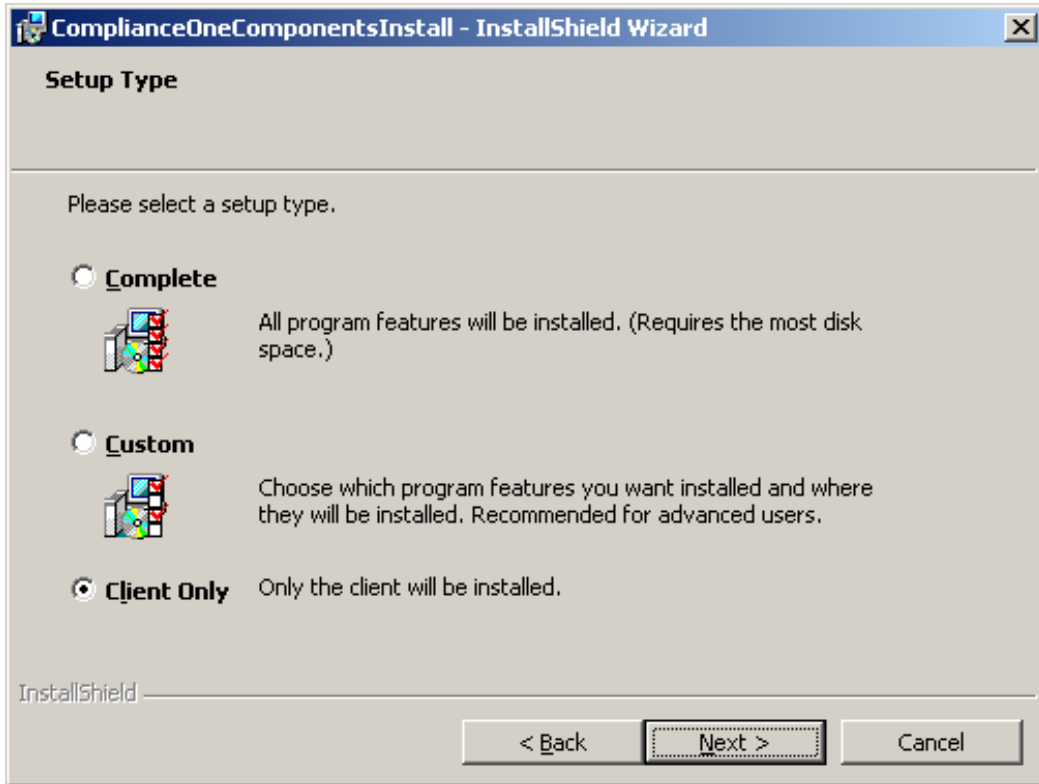 ComplianceOneComponentsInstall - InstallShield Wizard
Setup Type
Please select a setup type.
Complete
All program features will be installed. (Requires the most disk
space.)
Custom
Choose which program features you want installed and where
they will be installed. Recommended for advanced users.
Client Only
Only the client will be installed.
InstallShield
< Back
Next >
Cancel